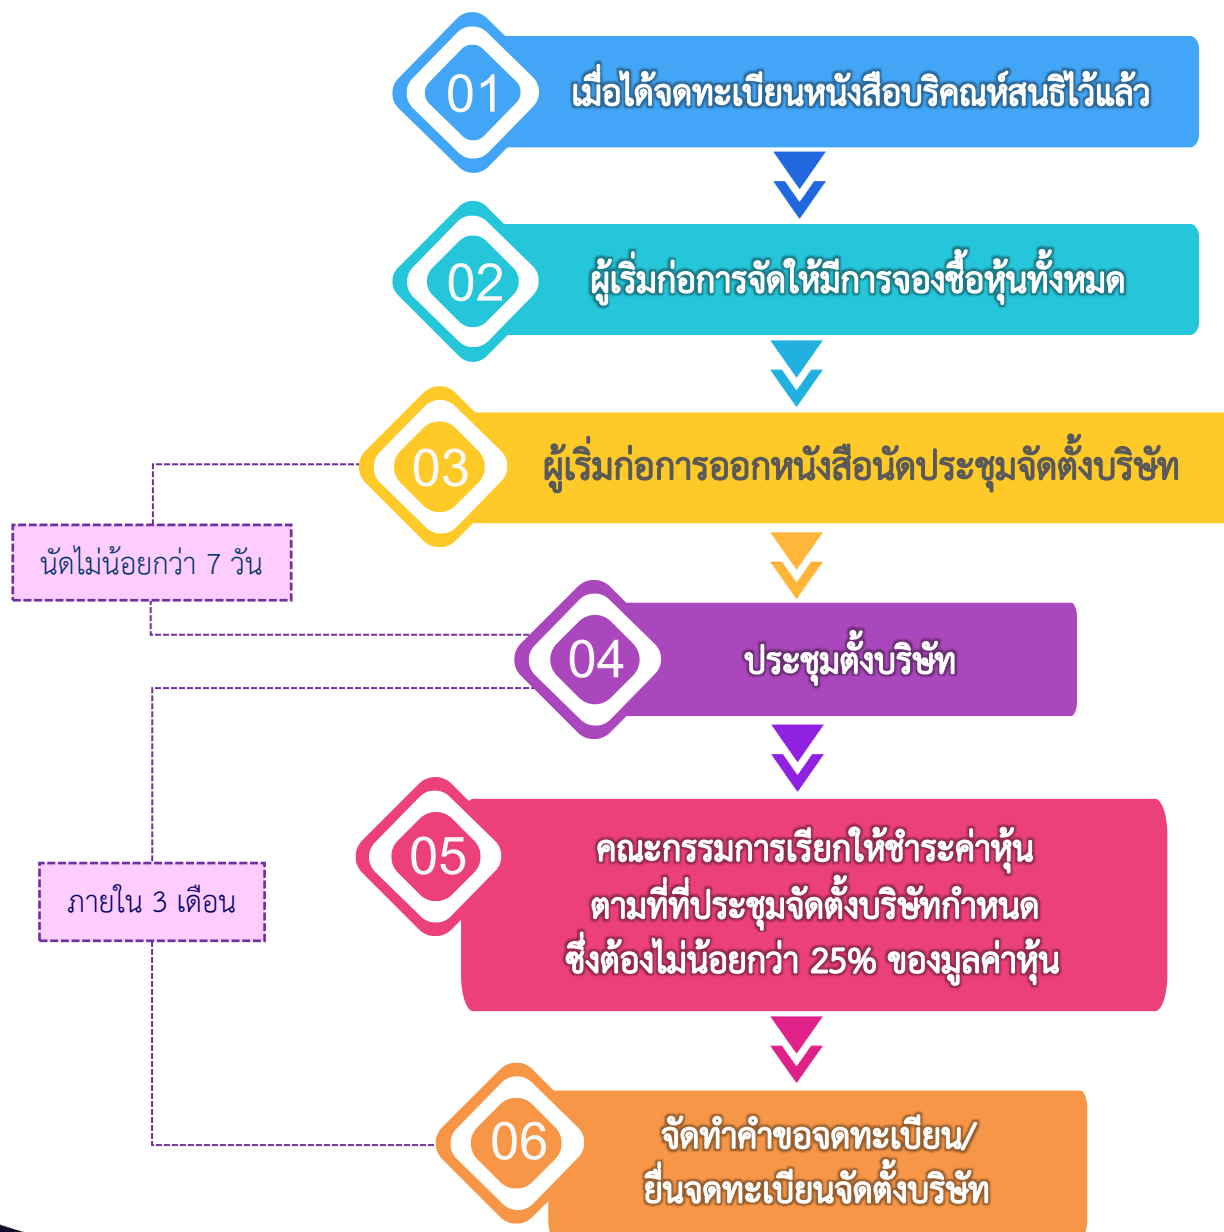 01
เมื่อได้จดทะเบียนหนังสือบริคณห์สนธิไว้แล้ว
02
ผู้เริ่มก่อการจัดให้มีการจองซื้อหุ้นทั้งหมด
03
ผู้เริ่มก่อการออกหนังสือนัดประชุมจัดตั้งบริษัท
นัดไม่น้อยกว่า 7 วัน
04
ประชุมตั้งบริษัท
05
คณะกรรมการเรียกให้ชำระค่าหุ้น
ตามที่ที่ประชุมจัดตั้งบริษัทกำหนด
ซึ่งต้องไม่น้อยกว่า 25% ของมูลค่าหุ้น
ภายใน 3 เดือน
06
จัดทำคำขอจดทะเบียน/
ยื่นจดทะเบียนจัดตั้งบริษัท